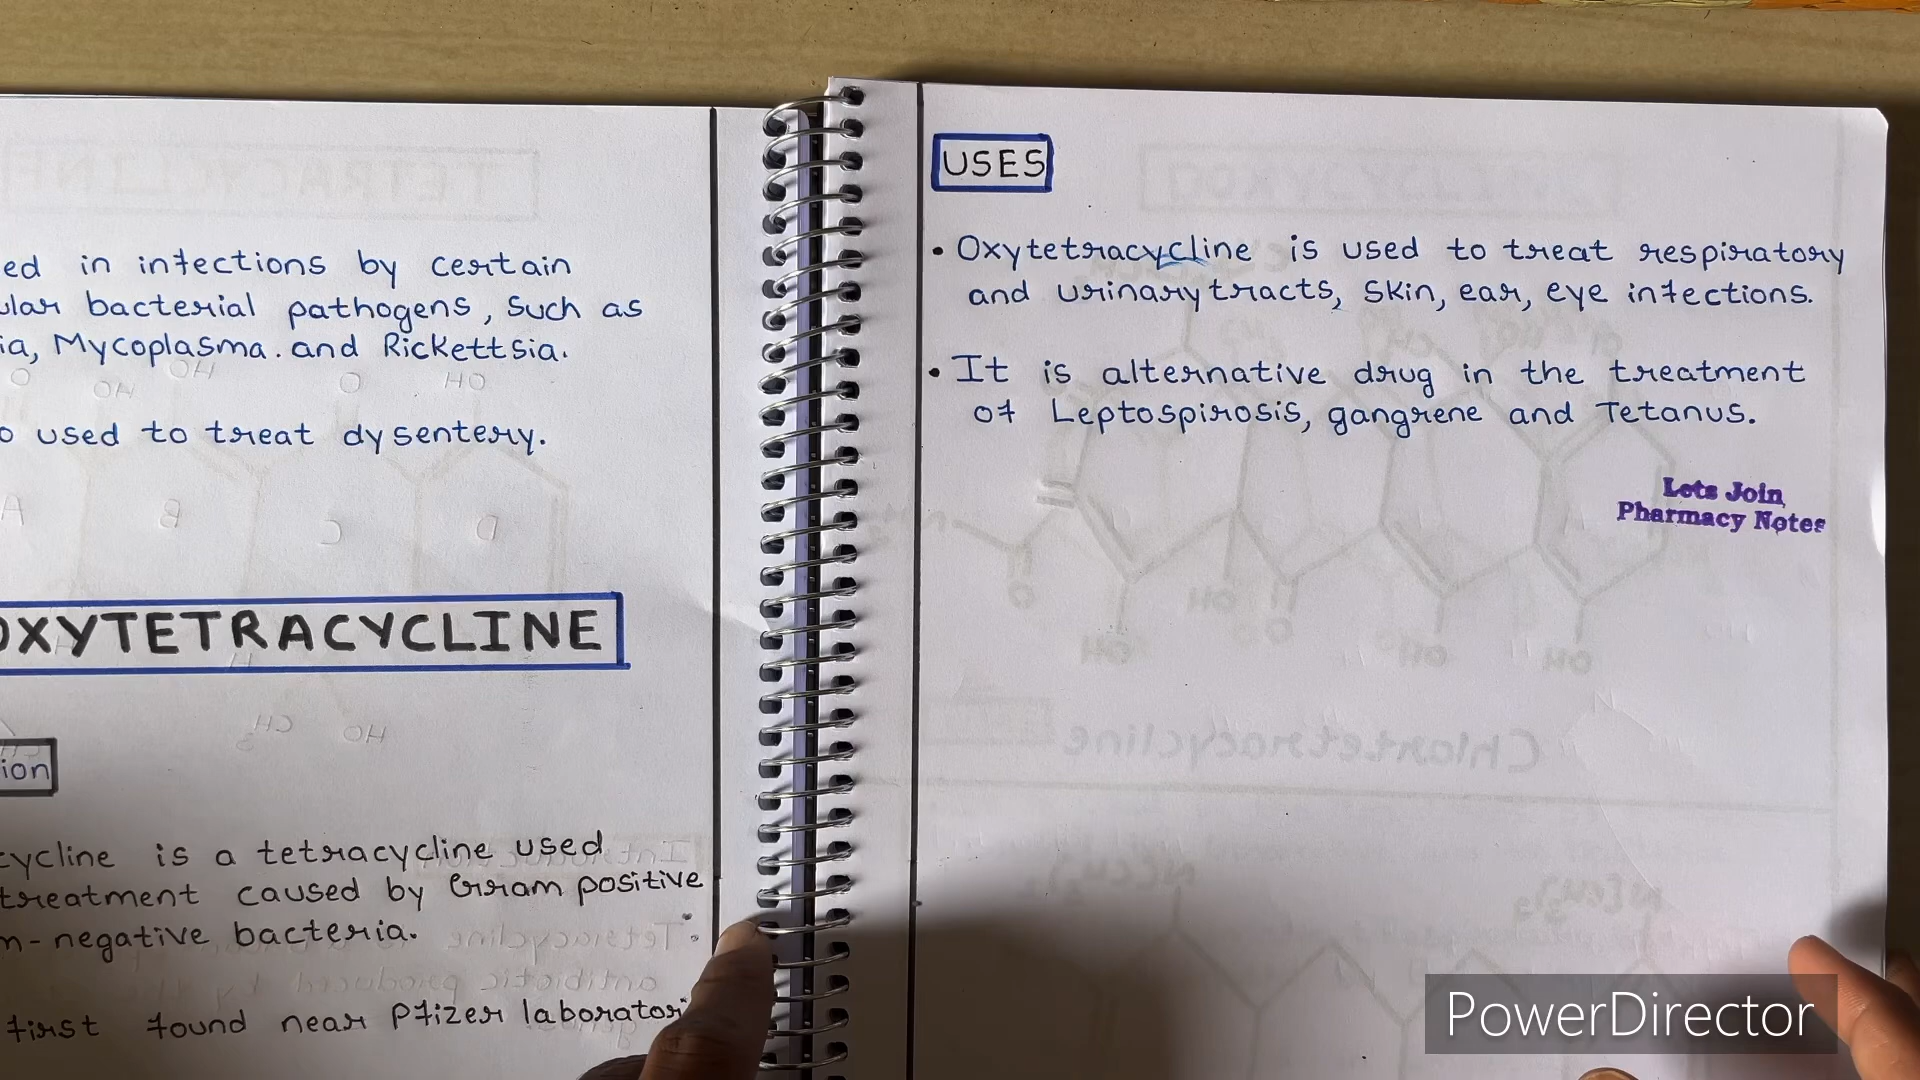 ed in infections by certain
ular bacterial pathogens, such as
ia, Mycoplasma. and Rickettsia.
o used to treat dysentery.
OXYTETRACYCLINE
ion
cycline is a tetracycline used
treatment caused by Gram positive
m-negative bacteria.
first found near Pfizer laboratori
USES
• Oxytetracycline is used to treat respiratory
and urinary tracts, skin, ear, eye infections.
• It is alternative drug in the treatment
of Leptospirosis, gangrene and Tetanus.
Lets Join
Pharmacy Notes
PowerDirector